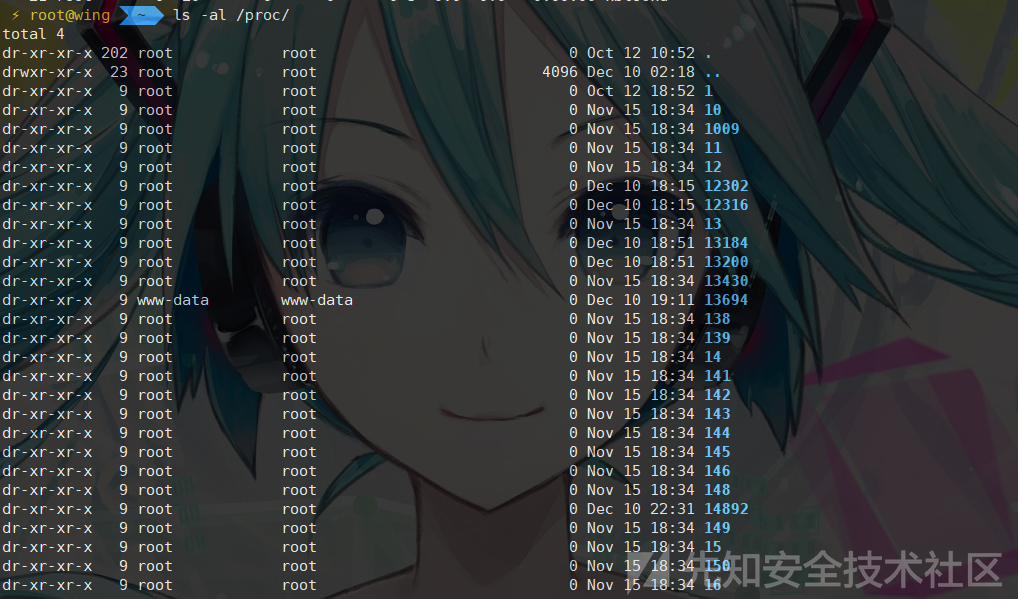 ⚡ root@wing ~ ls -al /proc/
total 4
dr-xr-xr-x 202 root root 0 Oct 12 10:52 .
drwxr-xr-x 23 root root 4096 Dec 10 02:18 ..
dr-xr-xr-x 9 root root 0 Oct 12 18:52 1
dr-xr-xr-x 9 root root 0 Nov 15 18:34 10
dr-xr-xr-x 9 root root 0 Nov 15 18:34 1009
dr-xr-xr-x 9 root root 0 Nov 15 18:34 11
dr-xr-xr-x 9 root root 0 Nov 15 18:34 12
dr-xr-xr-x 9 root root 0 Dec 10 18:15 12302
dr-xr-xr-x 9 root root 0 Dec 10 18:15 12316
dr-xr-xr-x 9 root root 0 Nov 15 18:34 13
dr-xr-xr-x 9 root root 0 Dec 10 18:51 13184
dr-xr-xr-x 9 root root 0 Dec 10 18:51 13200
dr-xr-xr-x 9 root root 0 Nov 15 18:34 13430
dr-xr-xr-x 9 www-data www-data 0 Dec 10 19:11 13694
dr-xr-xr-x 9 root root 0 Nov 15 18:34 138
dr-xr-xr-x 9 root root 0 Nov 15 18:34 139
dr-xr-xr-x 9 root root 0 Nov 15 18:34 14
dr-xr-xr-x 9 root root 0 Nov 15 18:34 141
dr-xr-xr-x 9 root root 0 Nov 15 18:34 142
dr-xr-xr-x 9 root root 0 Nov 15 18:34 143
dr-xr-xr-x 9 root root 0 Nov 15 18:34 144
dr-xr-xr-x 9 root root 0 Nov 15 18:34 145
dr-xr-xr-x 9 root root 0 Nov 15 18:34 146
dr-xr-xr-x 9 root root 0 Nov 15 18:34 148
dr-xr-xr-x 9 root root 0 Dec 10 22:31 14892
dr-xr-xr-x 9 root root 0 Nov 15 18:34 149
dr-xr-xr-x 9 root root 0 Nov 15 18:34 15
dr-xr-xr-x 9 root root 0 Nov 15 18:34 150
dr-xr-xr-x 9 root root 0 Nov 15 18:34 16
先知安全技术社区